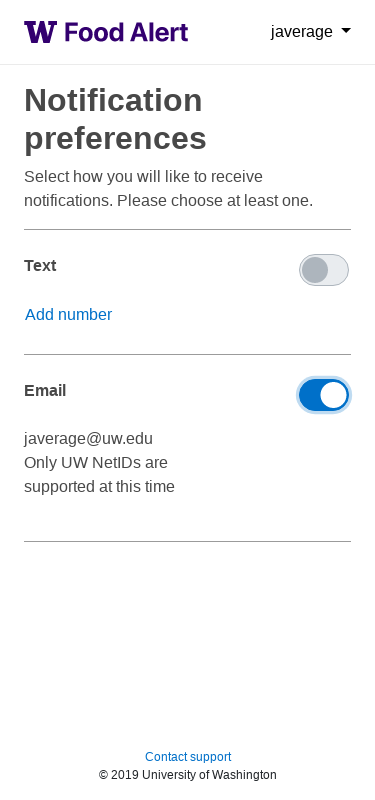 W Food Alert
javerage
Notification
preferences
Select how you will like to receive
notifications. Please choose at least one.
Text
Add number
Email
javerage@uw.edu
Only UW NetIDs are
supported at this time
Contact support
© 2019 University of Washington